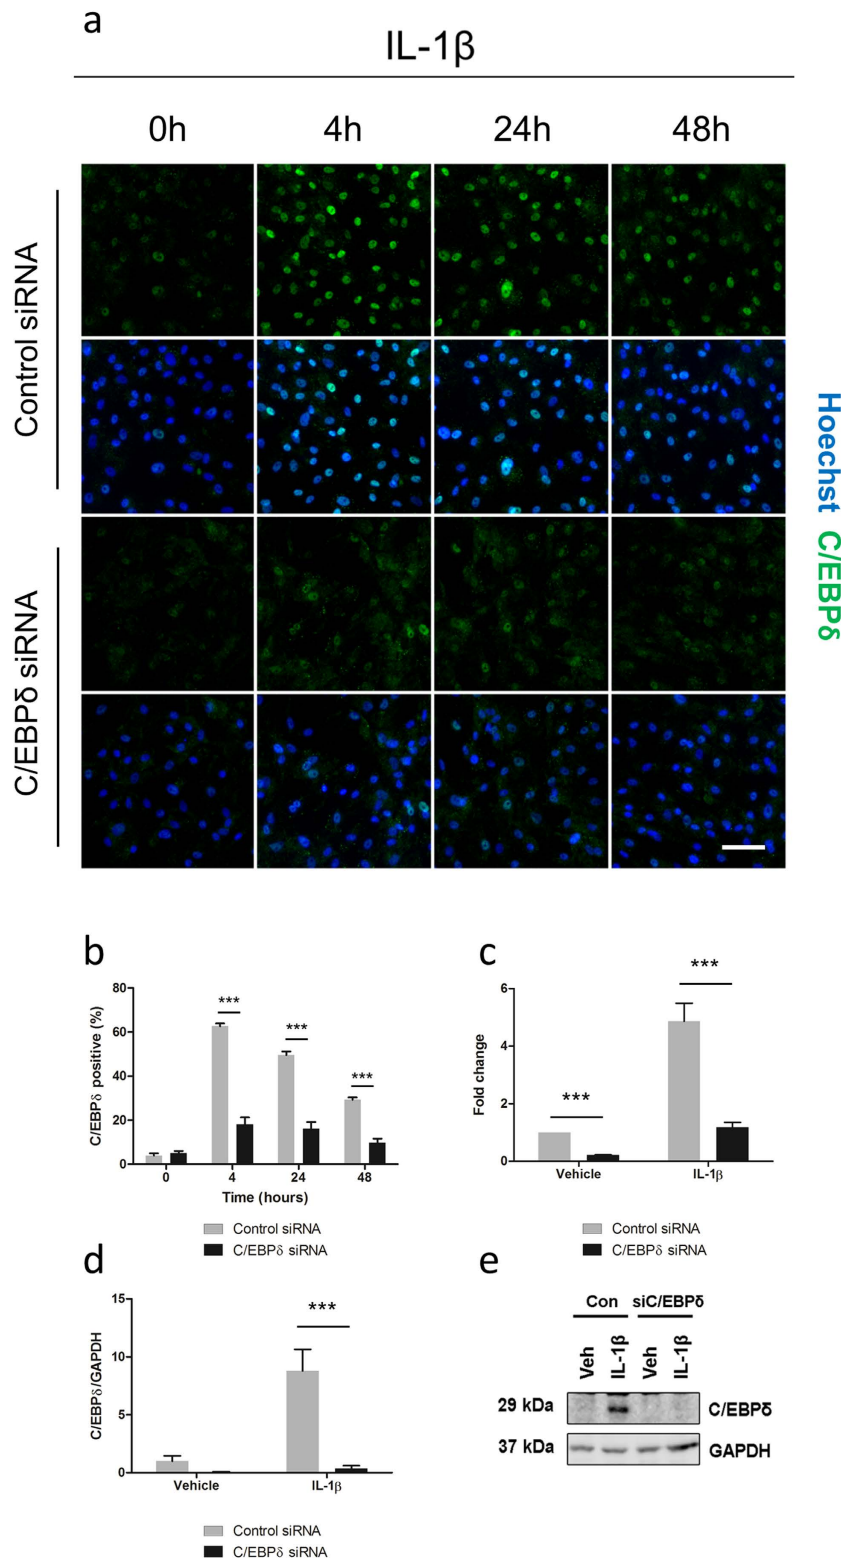 a
IL-1β
0h 4h 24h 48h
Control siRNA
C/EBPδ siRNA
Hoechst C/EBPδ
b
C/EBPδ positive (%)
80
60
40
20
0
***
***
***
0 4 24 48
Time (hours)
Control siRNA
C/EBPδ siRNA
c
Fold change
6
4
2
0
***
***
Vehicle IL-1β
Control siRNA
C/EBPδ siRNA
d
C/EBPδ/GAPDH
15
10
5
0
***
Vehicle IL-1β
Control siRNA
C/EBPδ siRNA
e
Con siC/EBPδ
Veh IL-1β Veh IL-1β
29 kDa C/EBPδ
37 kDa GAPDH